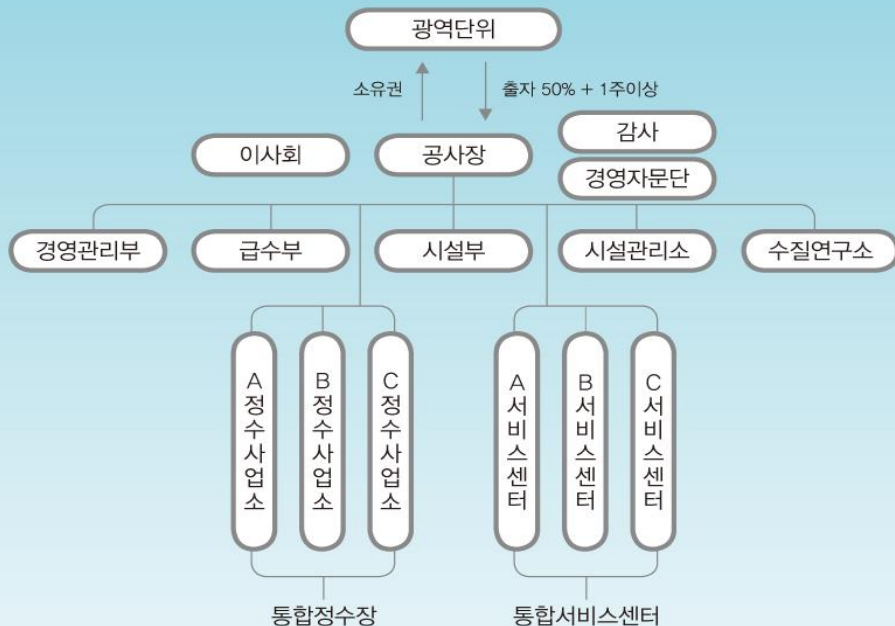 광역단위
소유권
출자 50% + 1주이상
이사회
공사장
감사
경영자문단
경영관리부
급수부
시설부
시설관리소
수질연구소
A정수사업소
B정수사업소
C정수사업소
A서비스센터
B서비스센터
C서비스센터
통합정수장
통합서비스센터